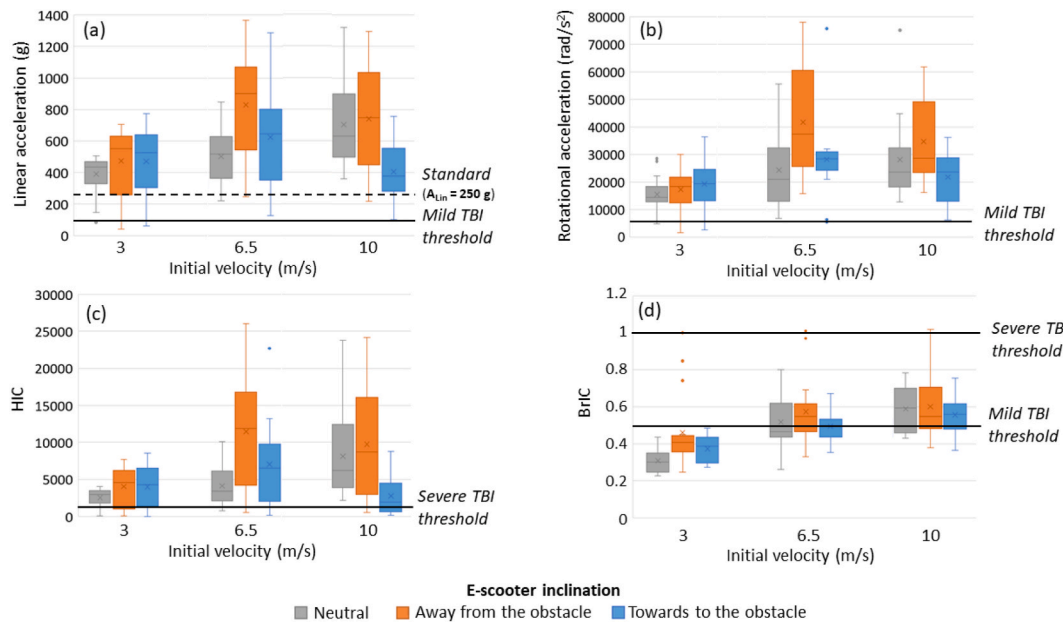 (a)
Linear acceleration (g)
1600
1400
1200
1000
800
600
400
200
0
3
6.5
10
Initial velocity (m/s)
Standard
(A_Lin = 250 g)
Mild TBI
threshold
(b)
Rotational acceleration (rad/s²)
80000
70000
60000
50000
40000
30000
20000
10000
0
3
6.5
10
Initial velocity (m/s)
Mild TBI
threshold
(c)
HIC
30000
25000
20000
15000
10000
5000
0
3
6.5
10
Initial velocity (m/s)
Severe TBI
threshold
(d)
BrIC
1.2
1
0.8
0.6
0.4
0.2
0
3
6.5
10
Initial velocity (m/s)
Severe TBI
threshold
Mild TBI
threshold
E-scooter inclination
Neutral
Away from the obstacle
Towards to the obstacle